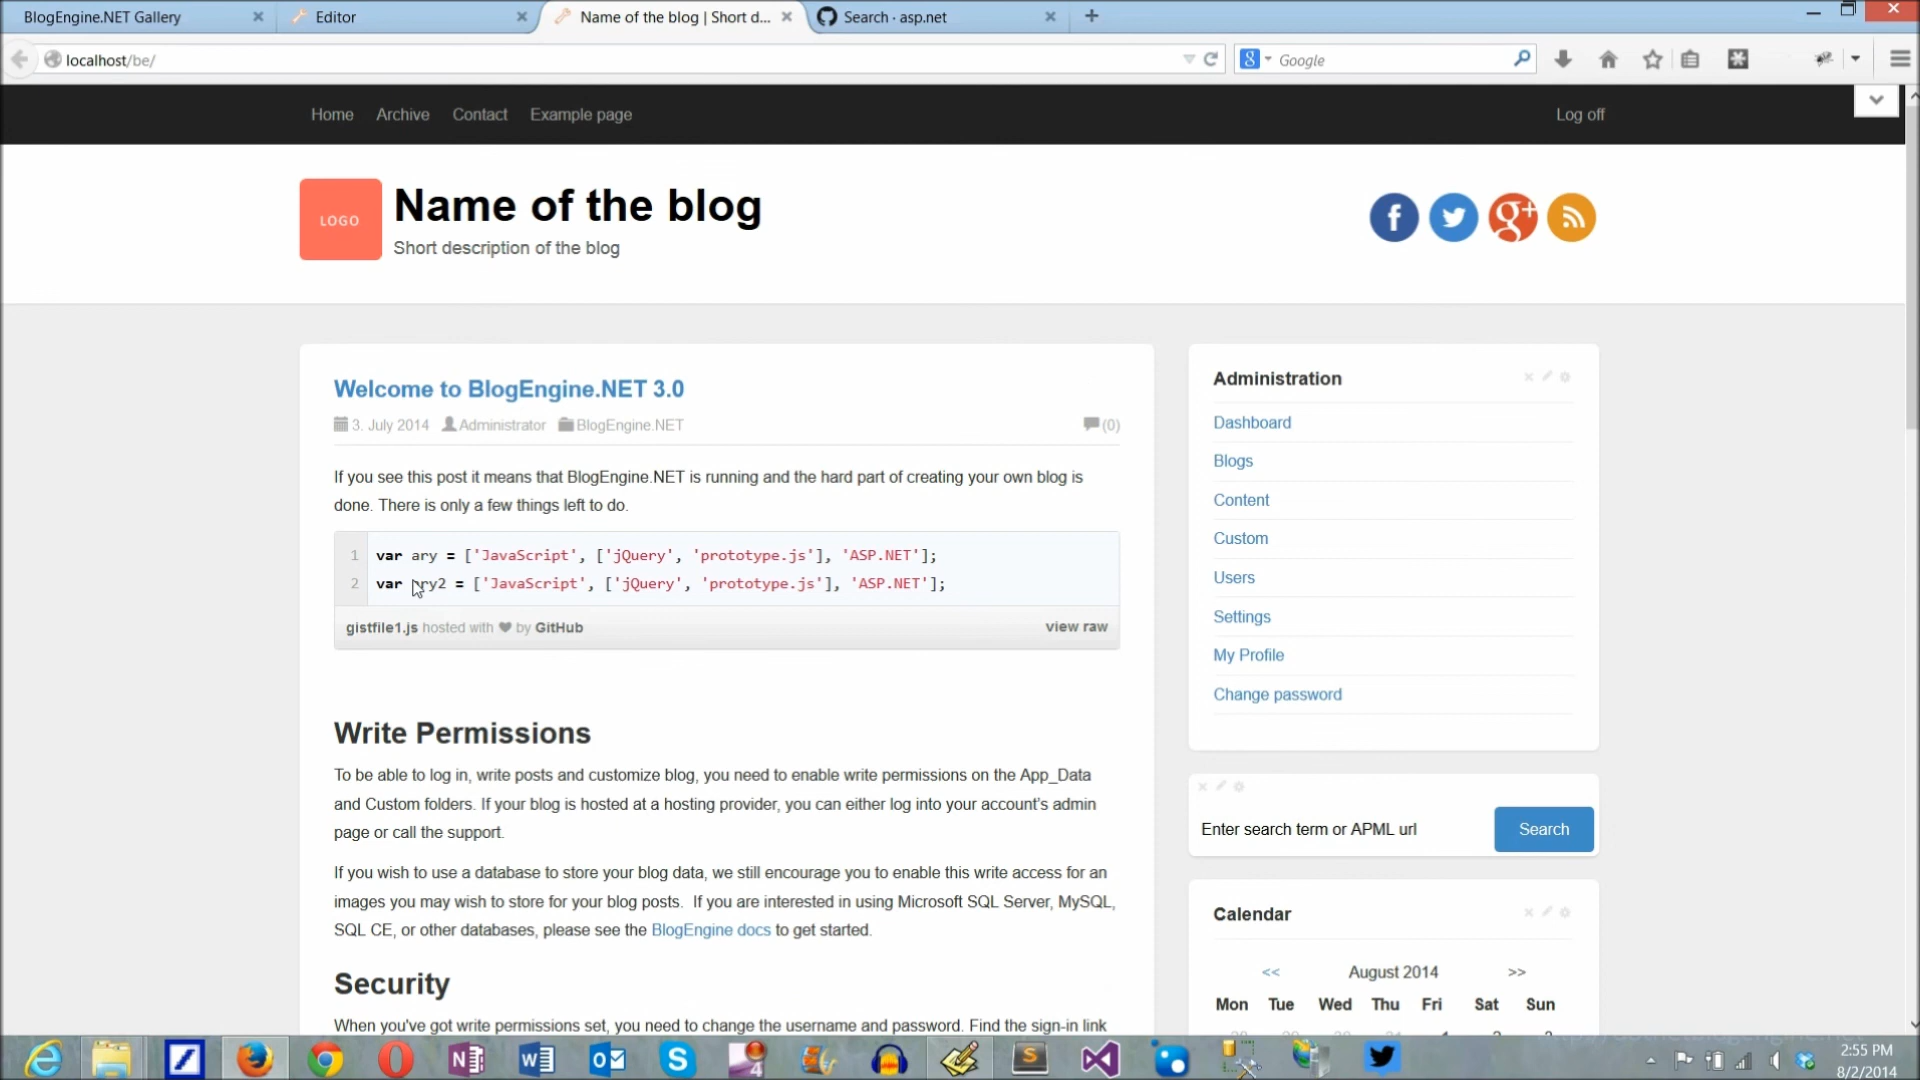 BlogEngine.NET Gallery
Editor
Name of the blog | Short d...
Search · asp.net
localhost/be/
Google
Home Archive Contact Example page
Log off
LOGO
Name of the blog
Short description of the blog
Welcome to BlogEngine.NET 3.0
3. July 2014 Administrator BlogEngine.NET
(0)
If you see this post it means that BlogEngine.NET is running and the hard part of creating your own blog is
done. There is only a few things left to do.
1 var ary = ['JavaScript', ['jQuery', 'prototype.js'], 'ASP.NET'];
2 var ary2 = ['JavaScript', ['jQuery', 'prototype.js'], 'ASP.NET'];
gistfile1.js hosted with ❤ by GitHub
view raw
Write Permissions
To be able to log in, write posts and customize blog, you need to enable write permissions on the App_Data
and Custom folders. If your blog is hosted at a hosting provider, you can either log into your account's admin
page or call the support.
If you wish to use a database to store your blog data, we still encourage you to enable this write access for an
images you may wish to store for your blog posts. If you are interested in using Microsoft SQL Server, MySQL,
SQL CE, or other databases, please see the BlogEngine docs to get started.
Security
When you've got write permissions set, you need to change the username and password. Find the sign-in link
Administration
Dashboard
Blogs
Content
Custom
Users
Settings
My Profile
Change password
Enter search term or APML url
Search
Calendar
<< August 2014 >>
Mon Tue Wed Thu Fri Sat Sun
2:55 PM
8/2/2014